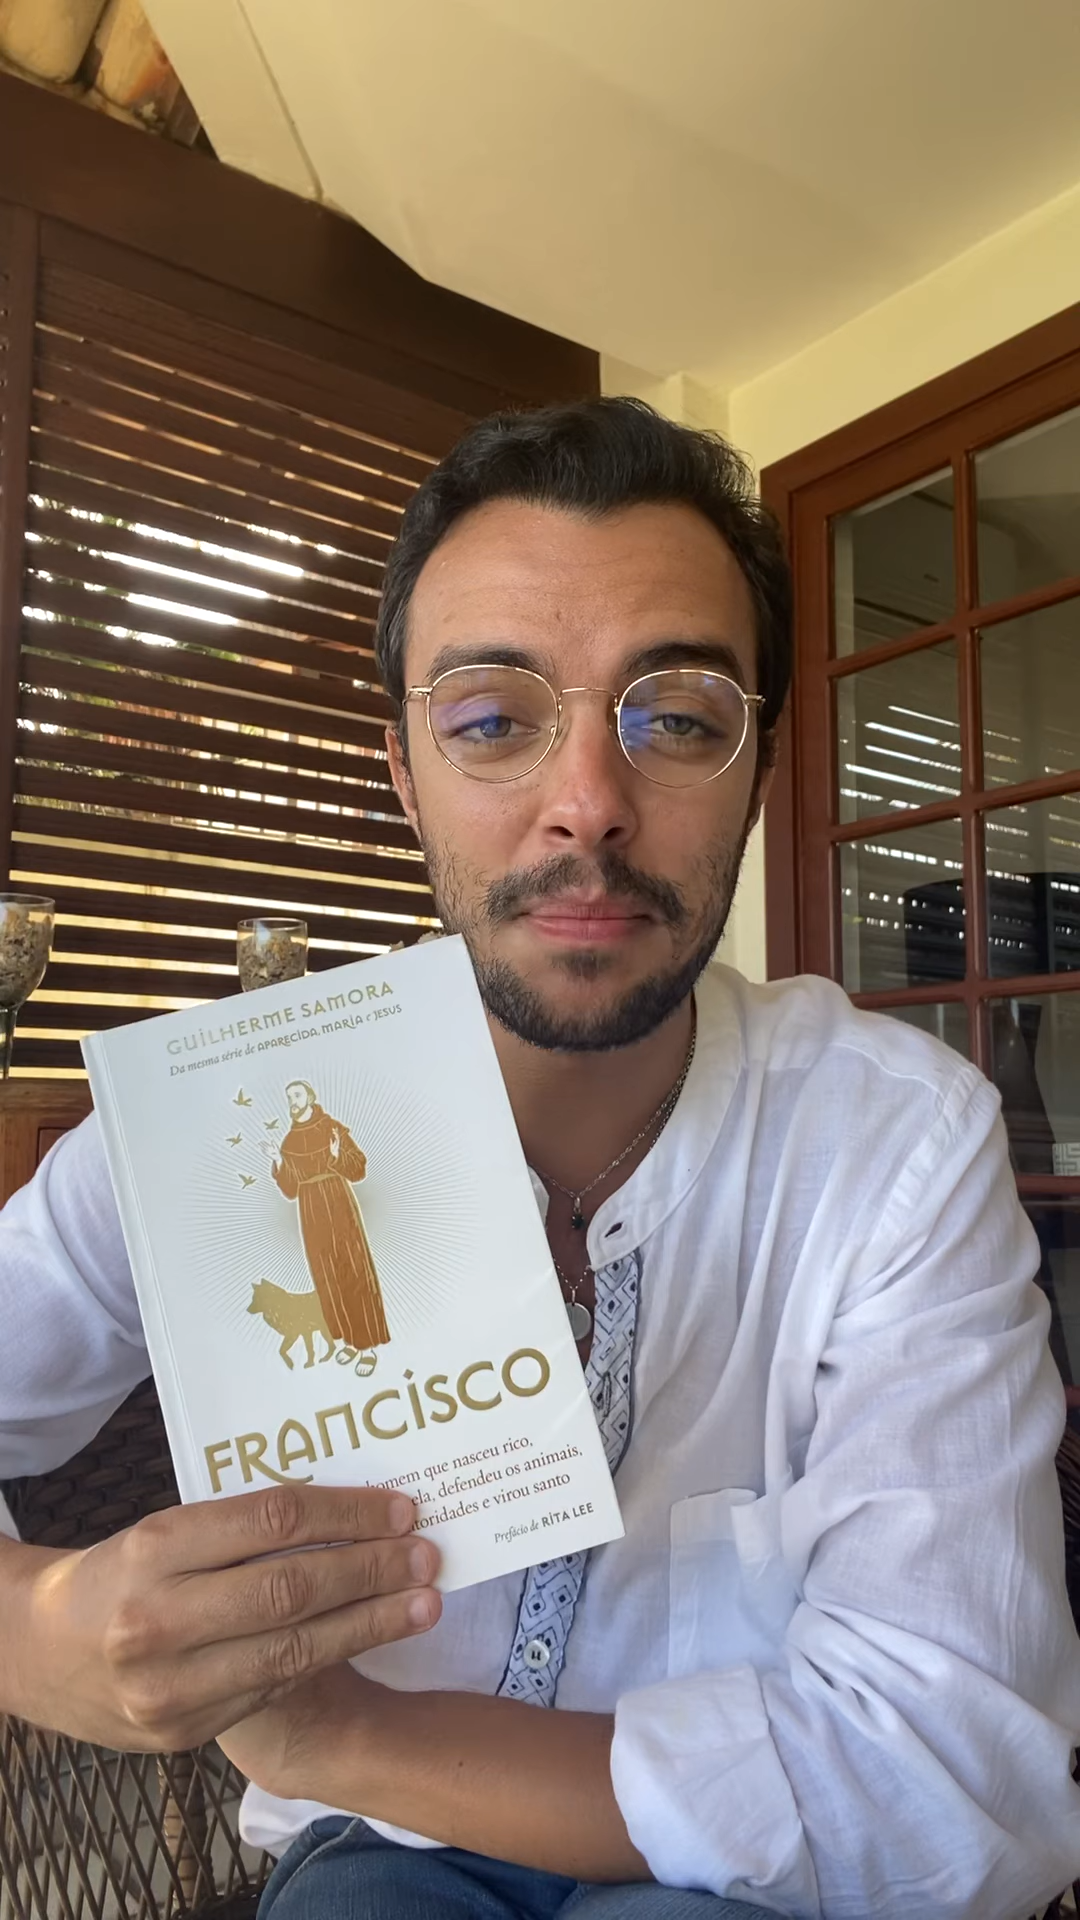 GUILHERME SAMORA
Da mesma série de APARECIDA, MARIA e JESUS
FRANCISCO
homem que nasceu rico,
ela, defendeu os animais,
toridades e virou santo
Prefácio de RITA LEE